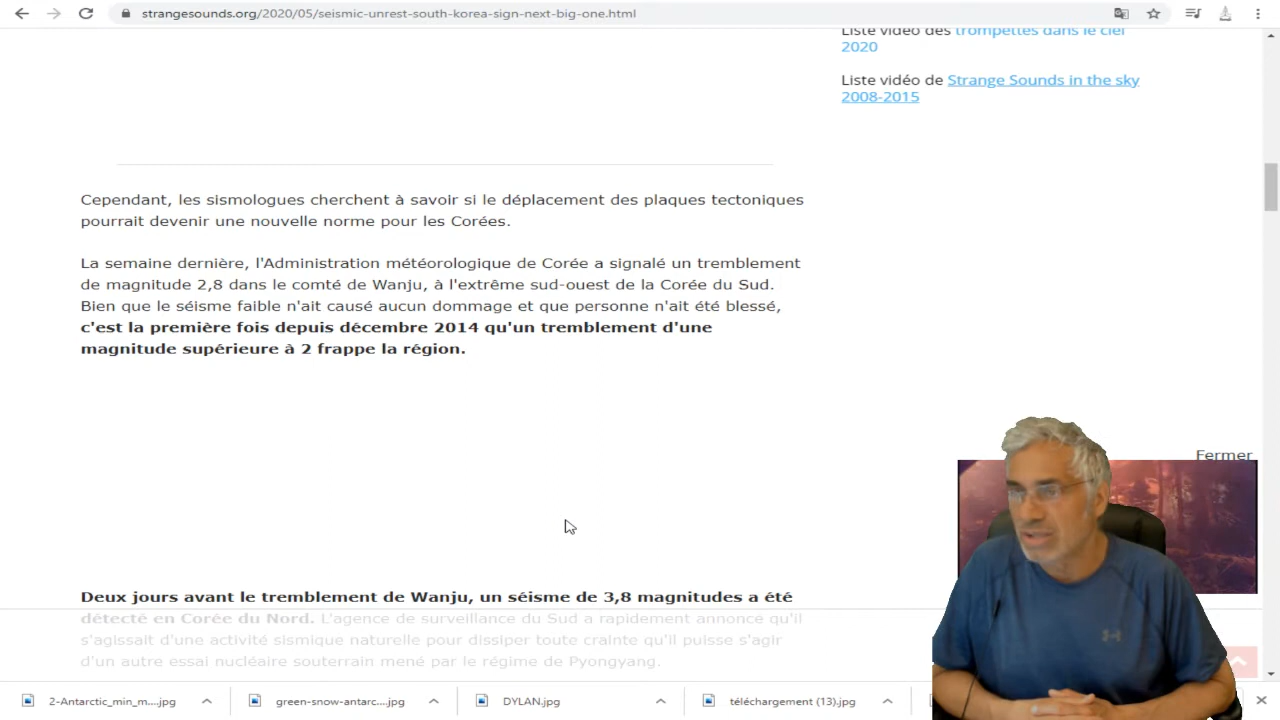 strangesounds.org/2020/05/seismic-unrest-south-korea-sign-next-big-one.html
Liste vidéo des trompettes dans le ciel
2020
Liste vidéo de Strange Sounds in the sky
2008-2015
Cependant, les sismologues cherchent à savoir si le déplacement des plaques tectoniques
pourrait devenir une nouvelle norme pour les Corées.
La semaine dernière, l'Administration météorologique de Corée a signalé un tremblement
de magnitude 2,8 dans le comté de Wanju, à l'extrême sud-ouest de la Corée du Sud.
Bien que le séisme faible n'ait causé aucun dommage et que personne n'ait été blessé,
c'est la première fois depuis décembre 2014 qu'un tremblement d'une
magnitude supérieure à 2 frappe la région.
Fermer
Deux jours avant le tremblement de Wanju, un séisme de 3,8 magnitudes a été
détecté en Corée du Nord. L'agence de surveillance du Sud a rapidement annoncé qu'il
s'agissait d'une activité sismique naturelle pour dissiper toute crainte qu'il puisse s'agir
d'un autre essai nucléaire souterrain mené par le régime de Pyongyang.
2-Antarctic_min_m....jpg
green-snow-antarc....jpg
DYLAN.jpg
téléchargement (13).jpg